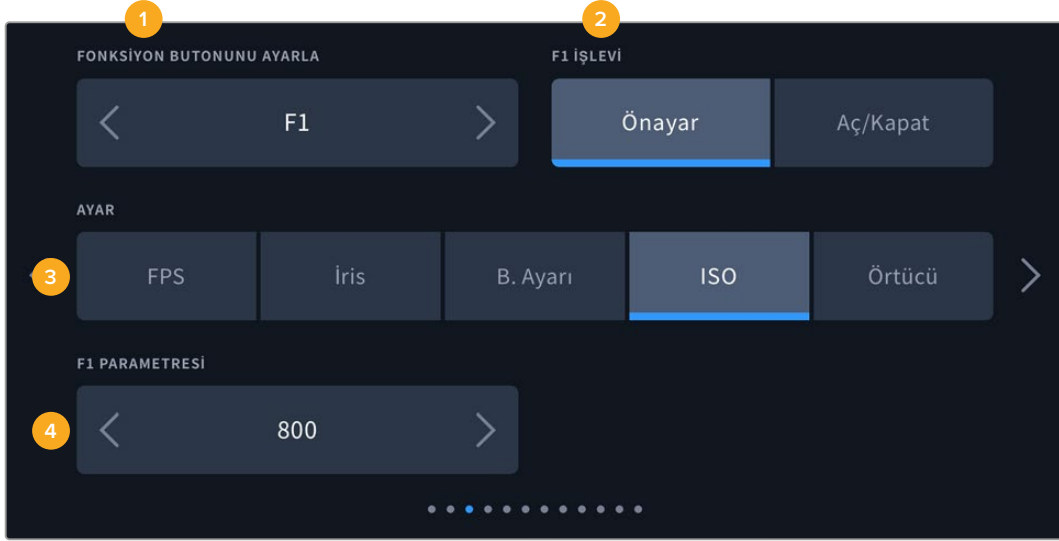 1 2
FONKSİYON BUTONUNU AYARLA F1 İŞLEVİ
F1 Önayar Aç/Kapat
AYAR
3 FPS İris B. Ayarı ISO Örtücü
F1 PARAMETRESİ
4 800